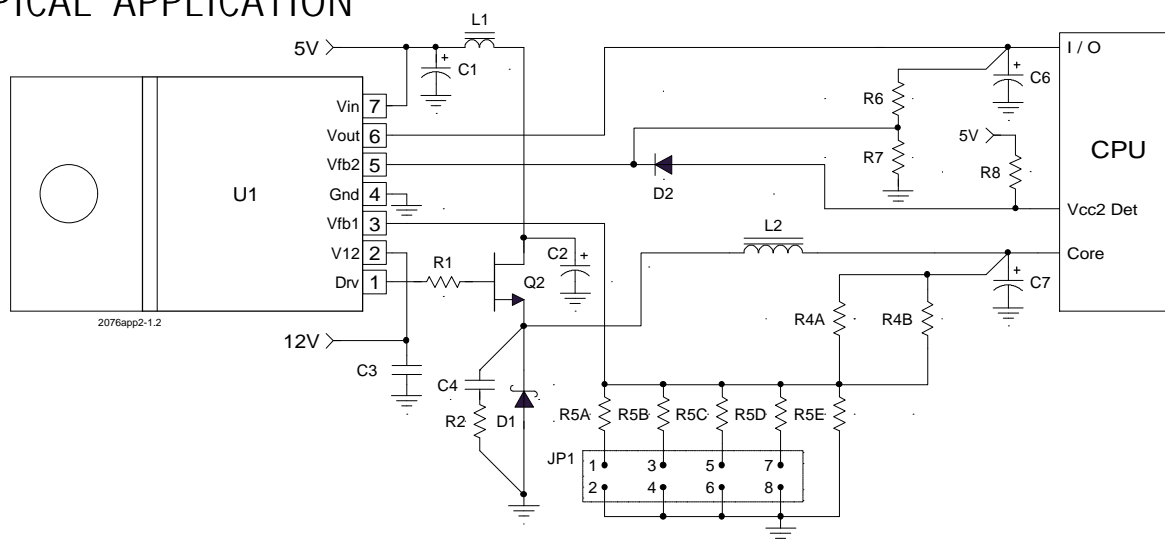 PICAL APPLICATION
L1
5V
C1
I / O
C6
R6
Vin 7
Vout 6
5V
CPU
Vfb2 5
R7
R8
D2
U1
Gnd 4
Vcc2 Det
Vfb1 3
L2
V12 2
R1
C2
Core
Drv 1
Q2
C7
2076app2-1.2
R4A R4B
12V
C3
C4
R2 D1
R5A R5B R5C R5D R5E
JP1
1 3 5 7
2 4 6 8